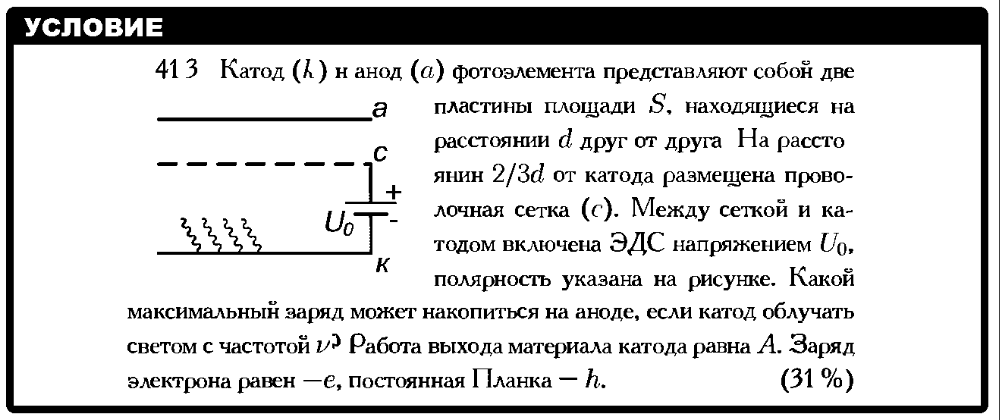 УСЛОВИЕ
413 Катод (k) н анод (а) фотоэлемента представляют собой две
пластины площади S, находящиеся на
расстоянии d друг от друга На рассто
янин 2/3d от катода размещена прово-
лочная сетка (с). Между сеткой и ка-
тодом включена ЭДС напряжением U₀,
полярность указана на рисунке. Какой
а
с
+
U₀ -
к
максимальный заряд может накопиться на аноде, если катод облучать
светом с частотой ν? Работа выхода материала катода равна A. Заряд
электрона равен —e, постоянная Планка — h. (31 %)